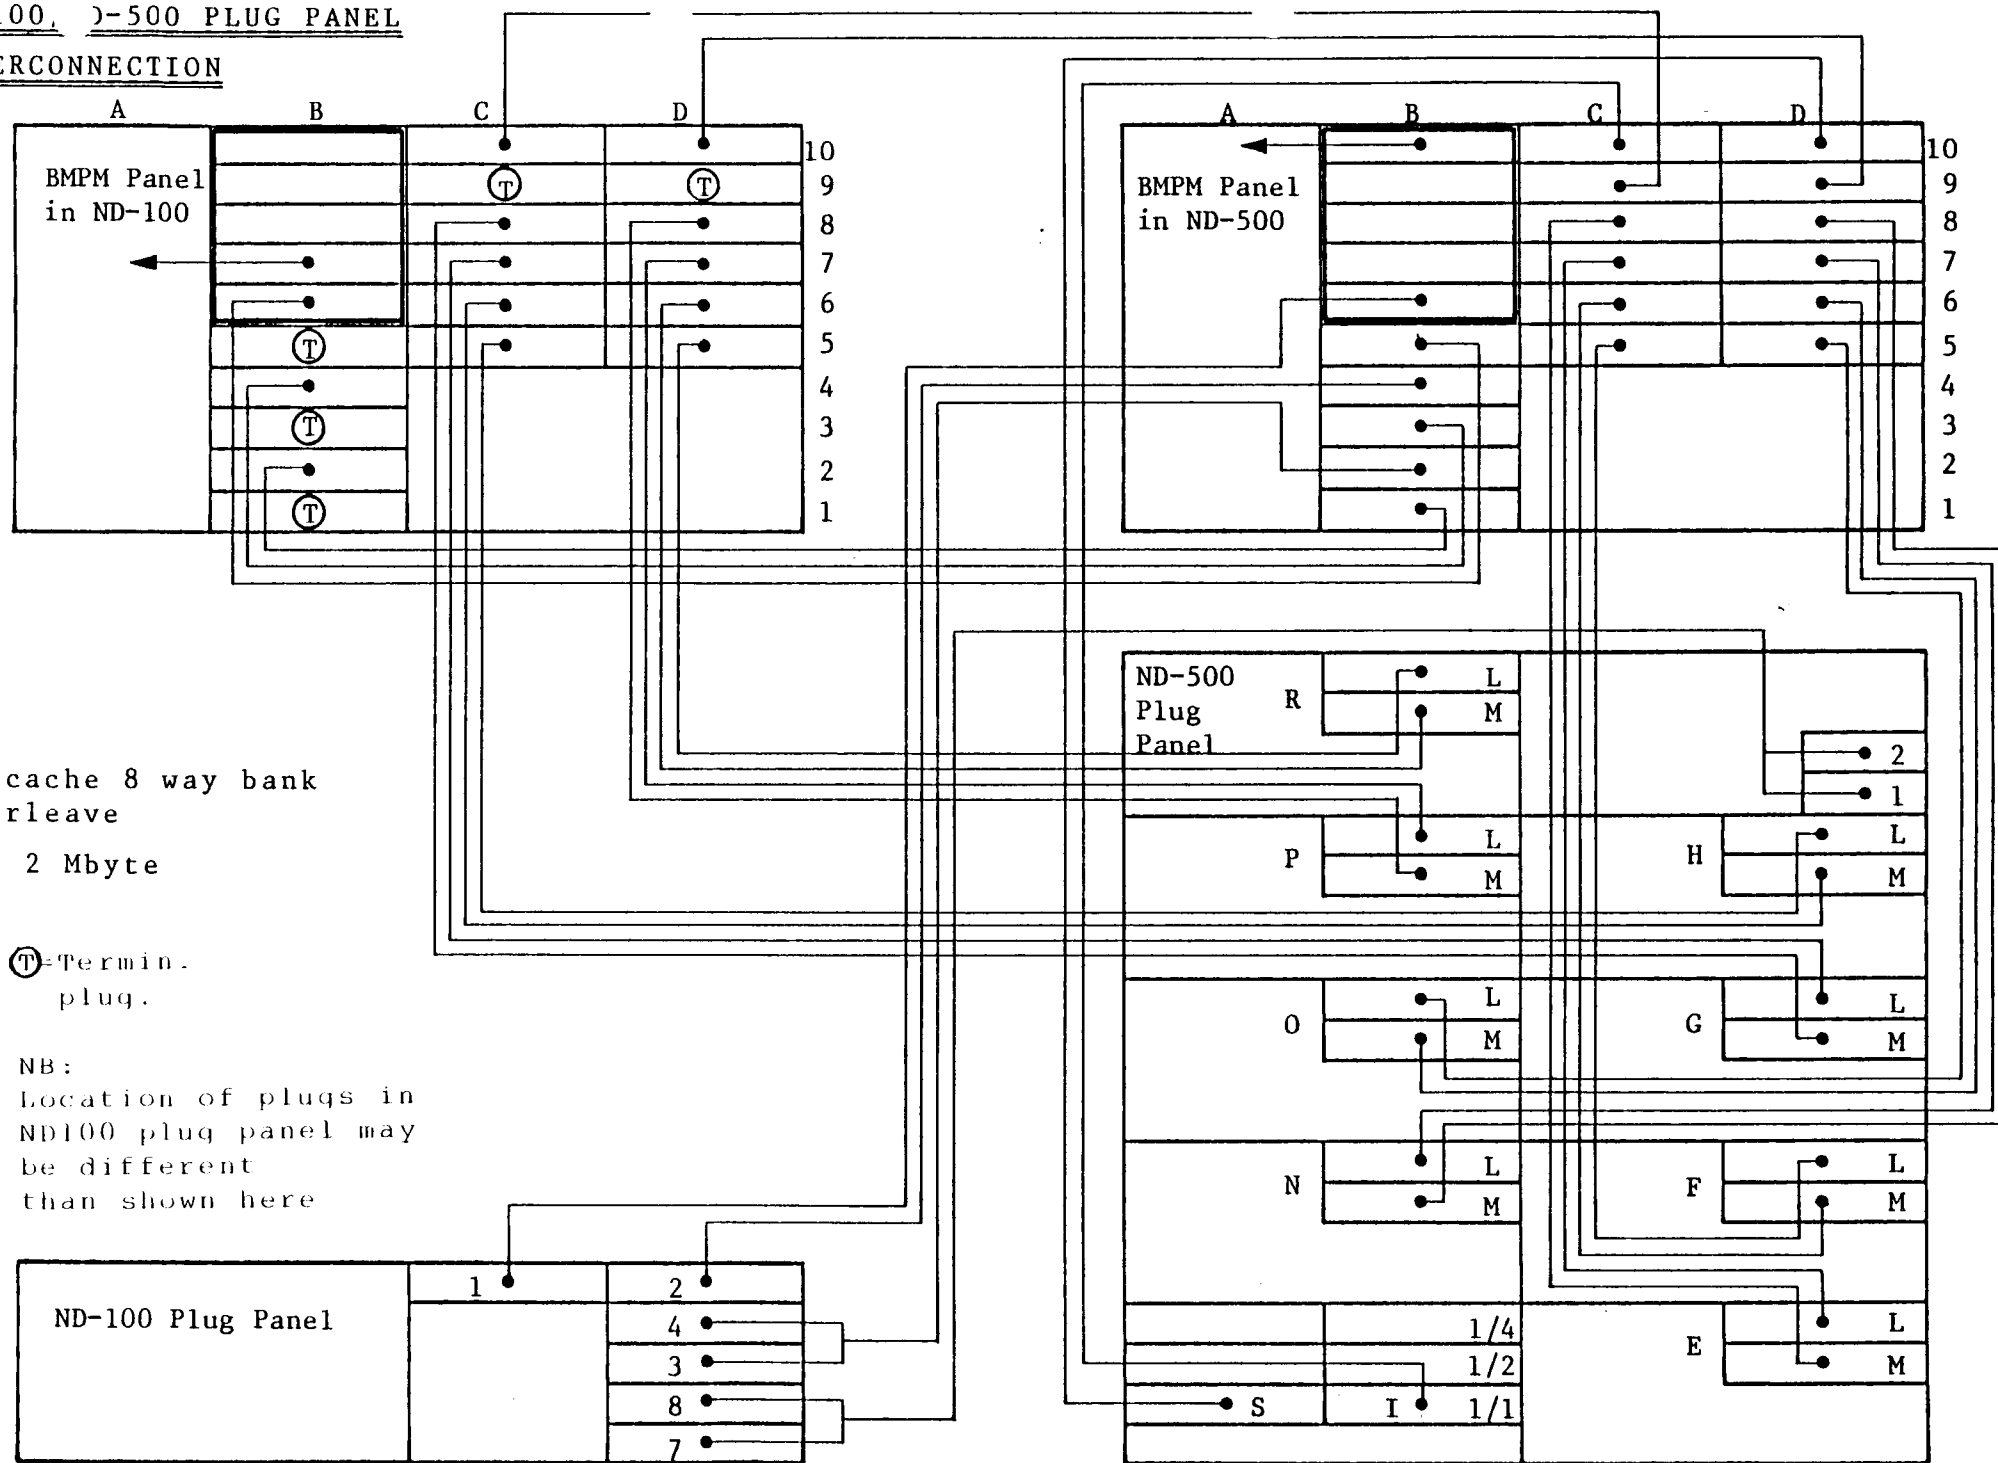 100, D-500 PLUG PANEL
ERCONNECTION
A B C D
BMPM Panel
in ND-100
10
9
8
7
6
5
4
3
2
1
T T
T
T
T
A B C D
BMPM Panel
in ND-500
10
9
8
7
6
5
4
3
2
1
cache 8 way bank
rleave
2 Mbyte
T=Termin.
plug.
NB:
Location of plugs in
ND100 plug panel may
be different
than shown here
ND-500
Plug
Panel
R L
M
2
1
P L
M
H L
M
O L
M
G L
M
N L
M
F L
M
1/4
1/2
S I 1/1
E L
M
ND-100 Plug Panel
1 2
4
3
8
7